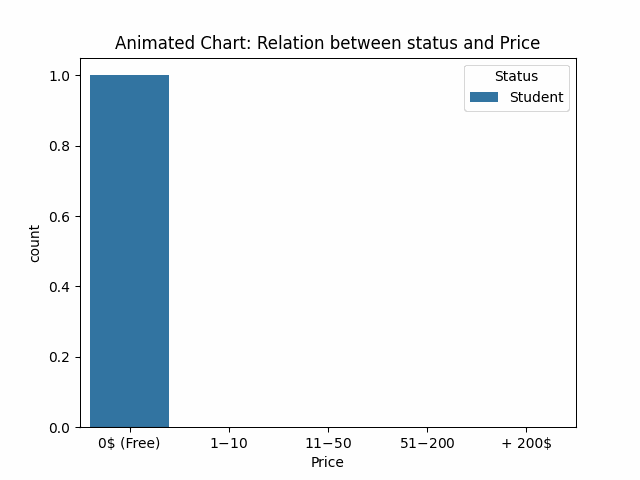 Animated Chart: Relation between status and Price
Status
Student
1.0
0.8
0.6
0.4
0.2
0.0
count
0$ (Free)
1−10
11−50
51−200
+ 200$
Price